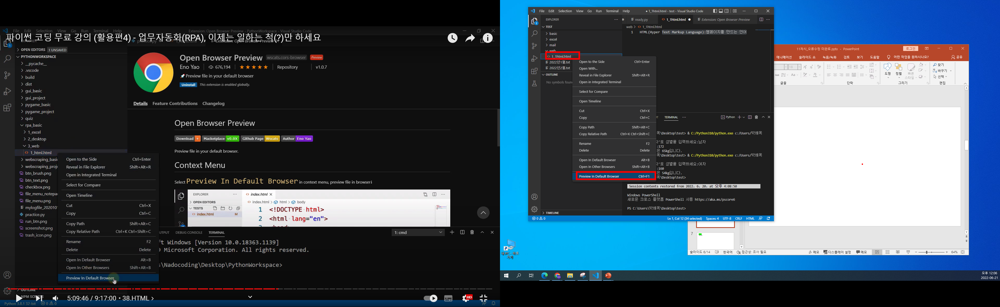 File Edit Selection View Go Run Terminal Help
Extension: Open Browser Preview - PythonWorkspace - Visual Studio Code
파이썬 코딩 무료 강의 (활용편4) - 업무자동화(RPA), 이제는 일하는 척(?)만 하세요
OPEN EDITORS 1 UNSAVED
PYTHONWORKSPACE
__pycache__
.vscode
build
dist
gui_basic
gui_project
pygame_basic
pygame_project
quiz
rpa_basic
1_excel
2_desktop
3_web
1_html.html
webscraping_basic
webscraping_proje
btn_brush.png
btn_text.png
checkbox.png
file_menu_notepad
file_menu.png
mylogfile_2020101
practice.py
run_btn.png
screenshot.png
trash_icon.png
OUTLINE
NPM SCRIPTS
Open to the Side Ctrl+Enter
Reveal in File Explorer Shift+Alt+R
Open in Integrated Terminal
Select for Compare
Open Timeline
Cut Ctrl+X
Copy Ctrl+C
Copy Path Shift+Alt+C
Copy Relative Path Ctrl+K Ctrl+Shift+C
Rename F2
Delete Delete
Open In Default Browser Alt+B
Open In Other Browsers Shift+Alt+B
Preview In Default Browser
Open Browser Preview wscats.cors-browser Preview
Eno Yao 676,194 Repository v1.0.7
Preview file in your default browser
Uninstall This extension is enabled globally.
Details Feature Contributions Changelog
Open Browser Preview
Download + Macketplace v0.0X Github Page Wscats Author Eno Yao
Preview file in your default browser.
Context Menu
Select Preview In Default Browser in context menu, preview file in browser↓
EXPLORER
OPEN EDITORS
TESTS
index.html M
index.html
index.html > html > body
1 <!DOCTYPE html>
2 <html lang="en">
OUTPUT DEBUG CONSOLE TERMINAL 1: cmd
ft Windows [Version 10.0.18363.1139]
Microsoft Corporation. All rights reserved.
\Nadocoding\Desktop\PythonWorkspace>
5:09:46 / 9:17:00 • 38.HTML >
HD
Python 3.8.1 32-bit 0 0
File Edit Selection View Go Run Terminal Help
● 1_1html.html - test - Visual Studio Code
EXPLORER
ready.py 1_1html.html Extension: Open Browser Preview
TEST
basic
excel
mail
web
1_1html.html
2022년1월.txt
2022년2월.txt
OUTLINE
No symbols foun
TIMELINE
web > 1_1html.html
1 HTML(Hyper Text Markup Language):웹페이지를 만드는 언어
Open to the Side Ctrl+Enter
Open With...
Reveal in File Explorer Shift+Alt+R
Open in Integrated Terminal
Select for Compare
Open Timeline
Cut Ctrl+X
Copy Ctrl+C
Copy Path Shift+Alt+C
Copy Relative Path Ctrl+K Ctrl+Shift+C
Rename F2
Delete Delete
Open In Default Browser Alt+B
Open In Other Browsers Shift+Alt+B
Preview In Default Browser Ctrl+F1
TERMINAL Python
옥\Desktop\test> & C:/Python310/python.exe c:/Users/박해옥
자'로 성별을 입력하세요:남자
:172
은 65kg입니다.
옥\Desktop\test> & C:/Python310/python.exe c:/Users/박해옥
자'로 성별을 입력하세요:여자
:160
은 54kg입니다.
옥\Desktop\test>
Session contents restored from 2022. 6. 20. at 오후 4:08:50
Windows PowerShell
새로운 크로스 플랫폼 PowerShell 사용 https://aka.ms/pscore6
PS C:\Users\박해옥\Desktop\test>
0 0 Ln 1, Col 12 (34 selected) Spaces: 4 UTF-8 CRLF HTML
11차시_오류수정 미완료.pptx - PowerPoint 로그인
애니메이션 슬라이드 쇼 녹음/녹화 검토 보기 도움말 어떤 작업을 원하시나요? 공유
18
도형 정렬 빠른 스타일
찾기
바꾸기
선택
글꼴 단락 그리기 편집
7
슬라이드 6/14 한국어 접근성: 조사 필요 메모 디스플레이 설정 메모 64%
내 PC - 바로
가기
오후 12:06
2022-06-21